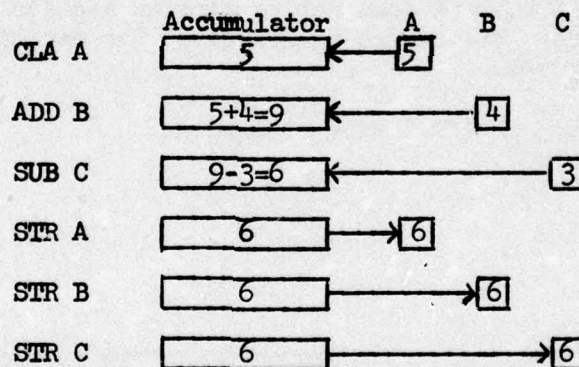 Accumulator A B C
CLA A 5 5
ADD B 5+4=9 4
SUB C 9-3=6 3
STR A 6 6
STR B 6 6
STR C 6 6